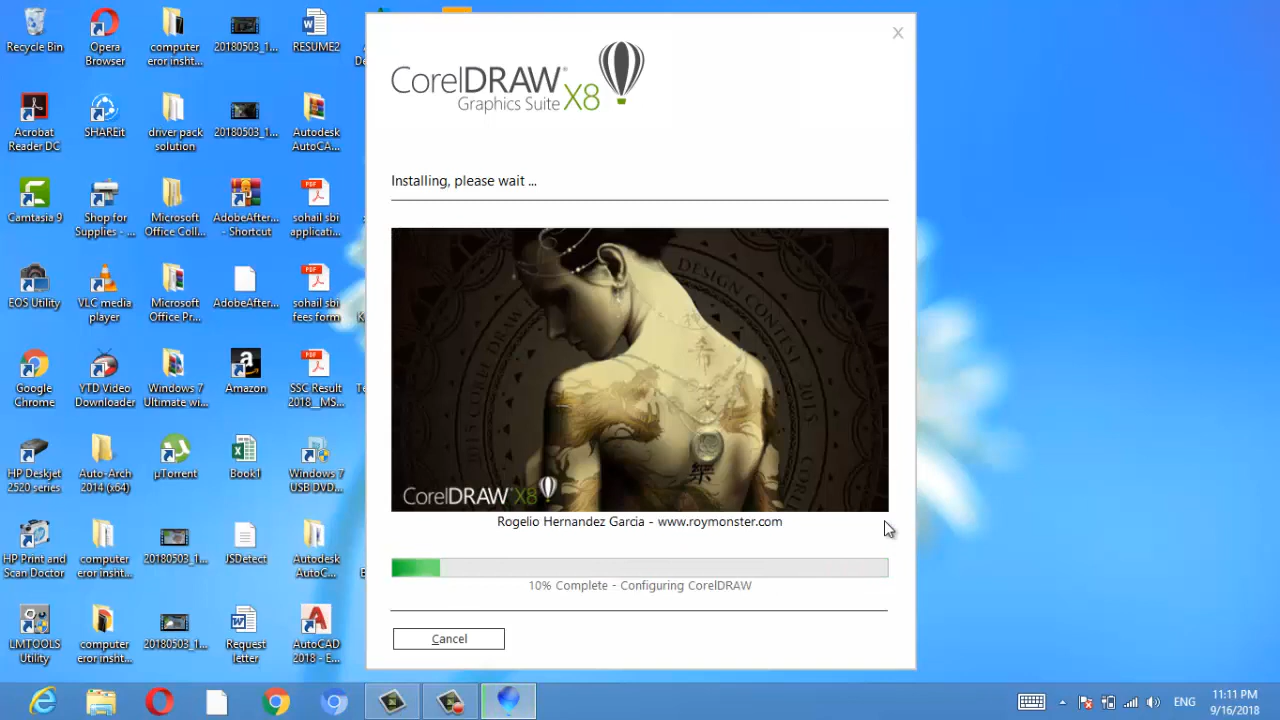 Recycle Bin
Opera
Browser
computer
eror insht...
20180503_1...
RESUME2
Acrobat
Reader DC
SHAREit
driver pack
solution
20180503_1...
Autodesk
AutoCA...
Camtasia 9
Shop for
Supplies - ...
Microsoft
Office Coll...
AdobeAfter...
- Shortcut
sohail sbi
applicati...
EOS Utility
VLC media
player
Microsoft
Office Pr...
AdobeAfter...
sohail sbi
fees form
Google
Chrome
YTD Video
Downloader
Windows 7
Ultimate wi...
Amazon
SSC Result
2018__MS...
HP Deskjet
2520 series
Auto-Arch
2014 (x64)
µTorrent
Book1
Windows 7
USB DVD...
HP Print and
Scan Doctor
computer
eror insht...
20180503_1...
JSDetect
Autodesk
AutoC...
LMTOOLS
Utility
computer
eror insht...
20180503_1...
Request
letter
AutoCAD
2018 - E...
X
CorelDRAW®
Graphics Suite X8
Installing, please wait ...
DESIGN CONTEST 2015
CorelDRAW X8
Rogelio Hernandez Garcia - www.roymonster.com
10% Complete - Configuring CorelDRAW
Cancel
ENG
11:11 PM
9/16/2018